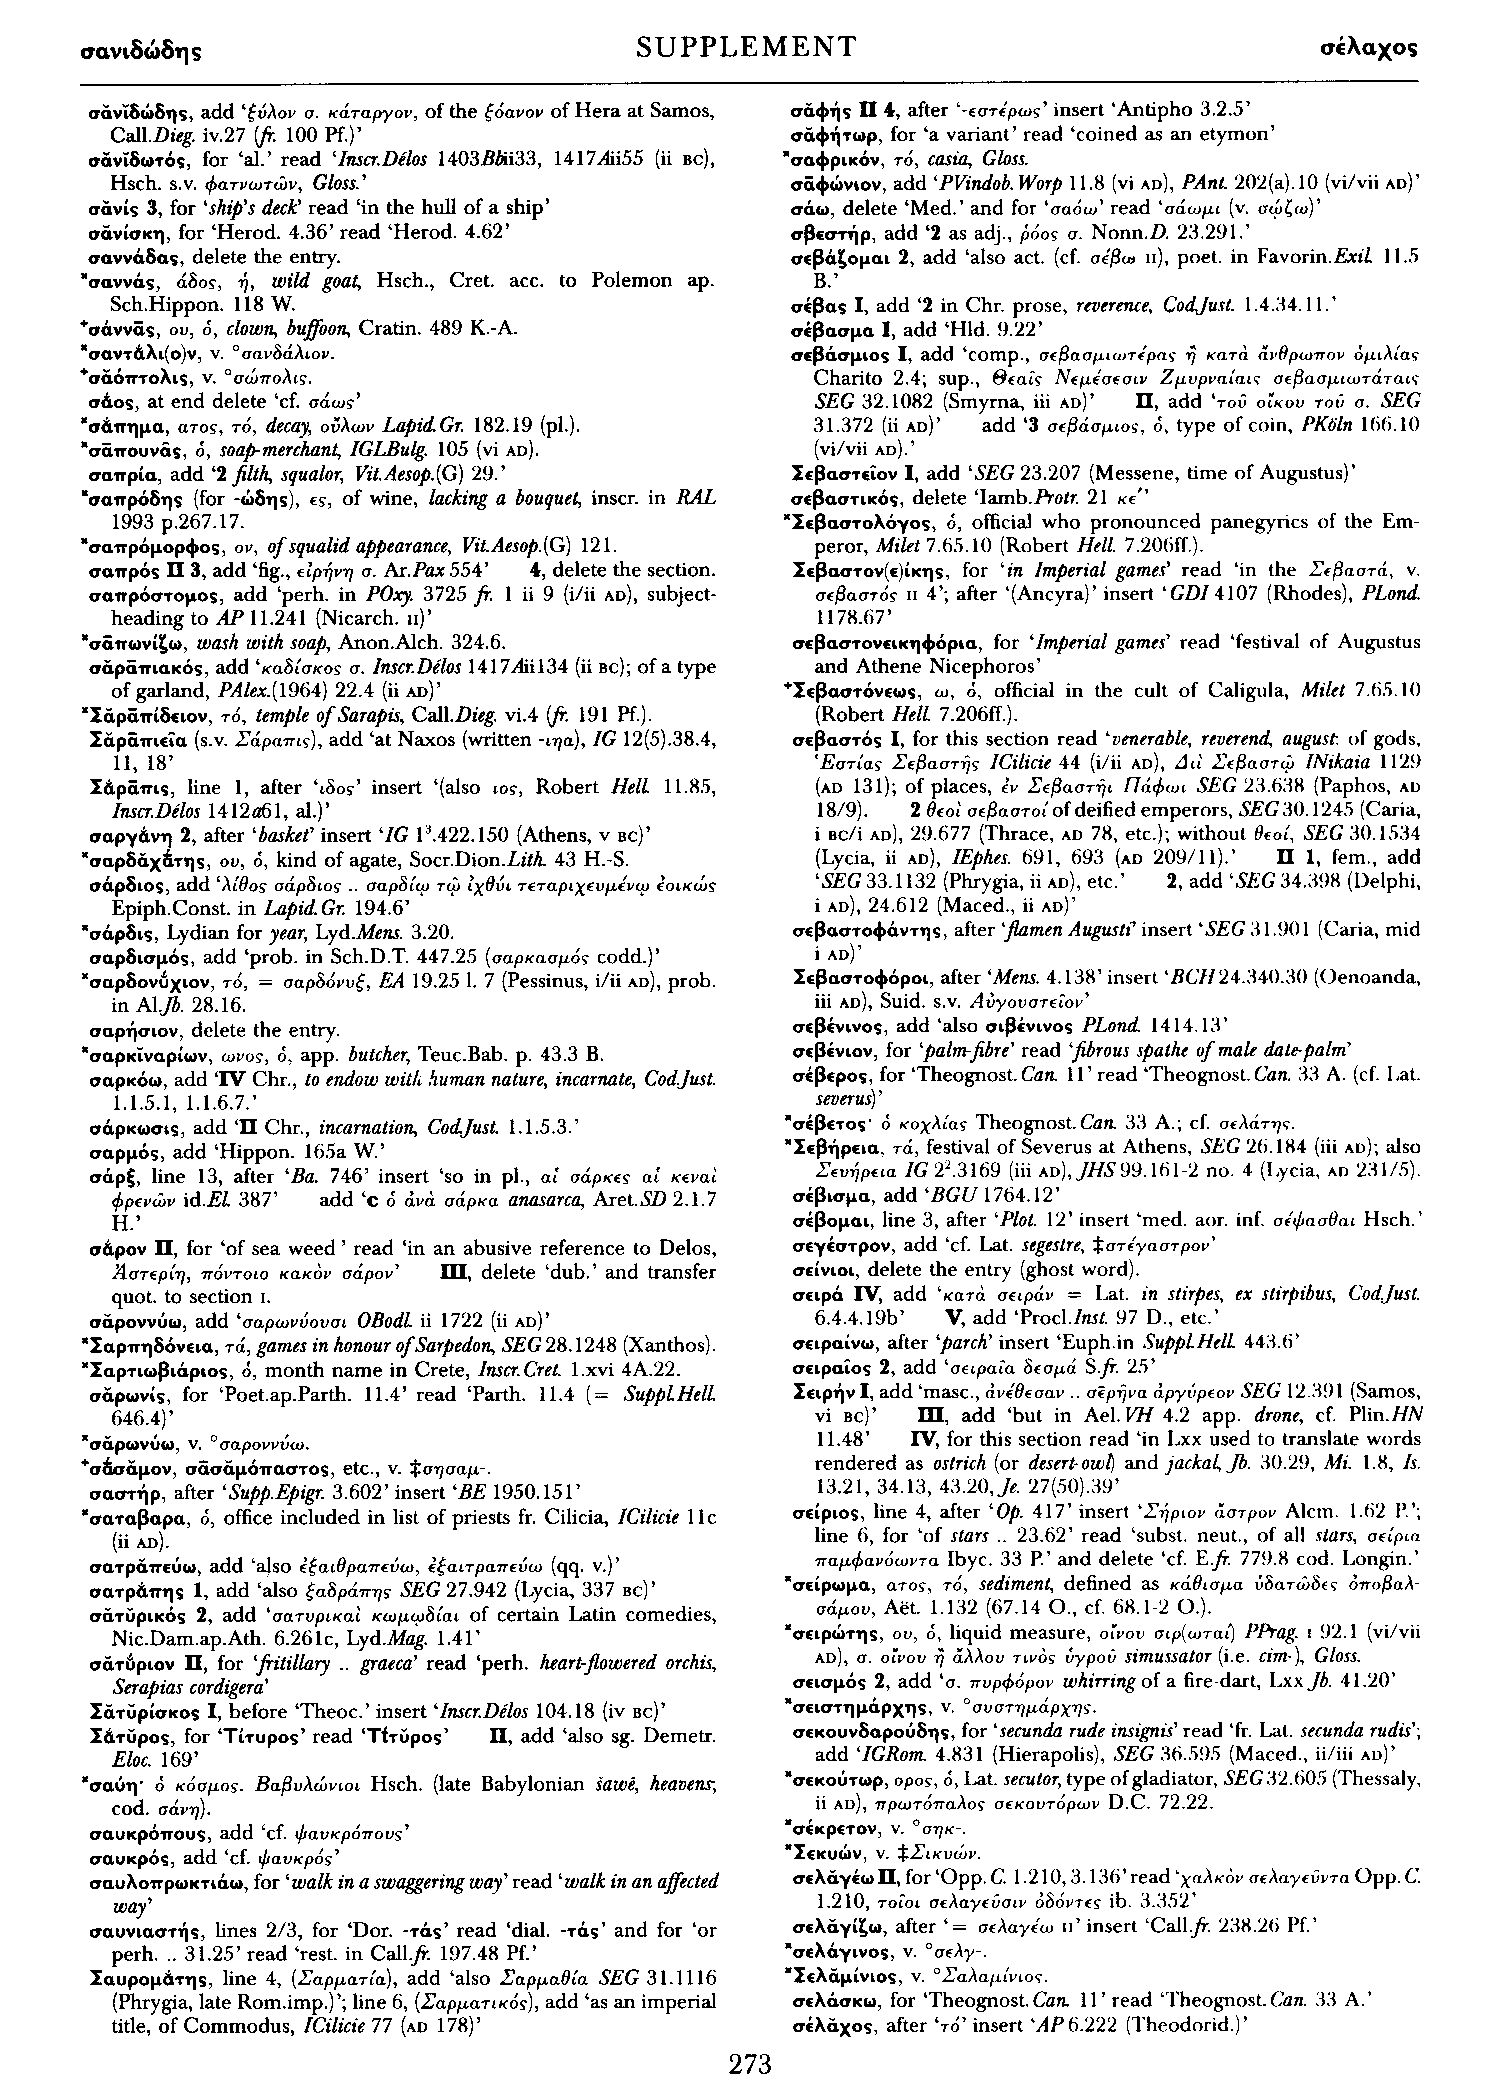 σανιδώδης
SUPPLEMENT
σέλαχος
σᾰνῐδώδης, add ‘ξύλον σ. κάταργον, of the ξόανον of Hera at Samos,
Call.Dieg. iv.27 (fr. 100 Pf.)’
σᾰνῐδωτός, for ‘al.’ read ‘Inscr.Délos 1403Bbii33, 1417Aii55 (ii BC),
Hsch. s.v. φατνωτῶν, Gloss.’
σᾰνίς 3, for ‘ship's deck’ read ‘in the hull of a ship’
σᾰνίσκη, for ‘Herod. 4.36’ read ‘Herod. 4.62’
σαννάδας, delete the entry.
*σαννάς, άδος, ἡ, wild goat, Hsch., Cret. acc. to Polemon ap.
Sch.Hippon. 118 W.
⁺σάννᾱς, ου, ὁ, clown, buffoon, Cratin. 489 K.-A.
*σαντάλι(ο)ν, v. °σανδάλιον.
⁺σᾰόπτολις, v. °σώπολις.
σάος, at end delete ‘cf. σάως’
*σάπημα, ατος, τό, decay, οὔλων Lapid.Gr. 182.19 (pl.).
*σᾱπουνᾶς, ὁ, soap-merchant, IGLBulg. 105 (vi AD).
σαπρία, add ‘2 filth, squalor, Vit.Aesop.(G) 29.’
*σαπρόδης (for -ώδης), ες, of wine, lacking a bouquet, inscr. in RAL
1993 p.267.17.
*σαπρόμορφος, ον, of squalid appearance, Vit.Aesop.(G) 121.
σαπρός II 3, add ‘fig., εἰρήνη σ. Ar.Pax 554’ 4, delete the section.
σαπρόστομος, add ‘perh. in POxy. 3725 fr. 1 ii 9 (i/ii AD), subject-
heading to AP 11.241 (Nicarch. II)’
*σᾱπωνίζω, wash with soap, Anon.Alch. 324.6.
σᾰρᾱπιακός, add ‘καδίσκος σ. Inscr.Délos 1417Aii134 (ii BC); of a type
of garland, PAlex.(1964) 22.4 (ii AD)’
*Σᾰρᾱπίδειον, τό, temple of Sarapis, Call.Dieg. vi.4 (fr. 191 Pf.).
Σᾰρᾱπιεῖα (s.v. Σάραπις), add ‘at Naxos (written -ιηα), IG 12(5).38.4,
11, 18’
Σάρᾱπις, line 1, after ‘ιδος’ insert ‘(also ιος, Robert Hell. 11.85,
Inscr.Délos 1412a61, al.)’
σαργάνη 2, after ‘basket’ insert ‘IG 1³.422.150 (Athens, v BC)’
*σαρδᾰχάτης, ου, ὁ, kind of agate, Socr.Dion.Lith. 43 H.-S.
σάρδιος, add ‘λίθος σάρδιος .. σαρδίῳ τῷ ἰχθύι τεταριχευμένῳ ἐοικώς
Epiph.Const. in Lapid.Gr. 194.6’
*σάρδις, Lydian for year, Lyd.Mens. 3.20.
σαρδισμός, add ‘prob. in Sch.D.T. 447.25 (σαρκασμός codd.)’
*σαρδονύχιον, τό, = σαρδόνυξ, EA 19.25 l. 7 (Pessinus, i/ii AD), prob.
in Al.Jb. 28.16.
σαρήσιον, delete the entry.
*σαρκῐναρίων, ωνος, ὁ, app. butcher, Teuc.Bab. p. 43.3 B.
σαρκόω, add ‘IV Chr., to endow with human nature, incarnate, Cod.Just.
1.1.5.1, 1.1.6.7.’
σάρκωσις, add ‘II Chr., incarnation, Cod.Just. 1.1.5.3.’
σαρμός, add ‘Hippon. 165a W.’
σάρξ, line 13, after ‘Ba. 746’ insert ‘so in pl., αἱ σάρκες αἱ κεναὶ
φρενῶν id.El. 387’ add ‘c ὁ ἀνὰ σάρκα anasarca, Aret.SD 2.1.7
H.’
σάρον II, for ‘of sea weed’ read ‘in an abusive reference to Delos,
Ἀστερίη, πόντοιο κακὸν σάρον’ III, delete ‘dub.’ and transfer
quot. to section I.
σᾰροννύω, add ‘σαρωνύουσι OBodl. ii 1722 (ii AD)’
*Σαρπηδόνεια, τά, games in honour of Sarpedon, SEG 28.1248 (Xanthos).
*Σαρτιωβιάριος, ὁ, month name in Crete, Inscr.Cret. 1.xvi 4A.22.
σᾰρωνίς, for ‘Poet.ap.Parth. 11.4’ read ‘Parth. 11.4 (= Suppl.Hell.
646.4)’
*σᾰρωνύω, v. °σαροννύω.
⁺σάσᾰμον, σᾱσᾰμόπαστος, etc., v. ‡σησαμ-.
σαστήρ, after ‘Supp.Epigr. 3.602’ insert ‘BE 1950.151’
*σαταβαρα, ὁ, office included in list of priests fr. Cilicia, ICilicie 11c
(ii AD).
σατρᾰπεύω, add ‘also ἐξαιθραπεύω, ἐξαιτραπεύω (qq. v.)’
σατράπης 1, add ‘also ξαδράπης SEG 27.942 (Lycia, 337 BC)’
σᾰτῠρικός 2, add ‘σατυρικαὶ κωμῳδίαι of certain Latin comedies,
Nic.Dam.ap.Ath. 6.261c, Lyd.Mag. 1.41’
σᾰτύριον II, for ‘fritillary .. graeca’ read ‘perh. heart-flowered orchis,
Serapias cordigera’
Σᾰτῠρίσκος I, before ‘Theoc.’ insert ‘Inscr.Délos 104.18 (iv BC)’
Σάτῠρος, for ‘Τίτυρος’ read ‘Τῑ́τῠρος’ II, add ‘also sg. Demetr.
Eloc. 169’
*σαύη· ὁ κόσμος. Βαβυλώνιοι Hsch. (late Babylonian šawê, heavens;
cod. σάνη).
σαυκρόπους, add ‘cf. ψαυκρόπους’
σαυκρός, add ‘cf. ψαυκρός’
σαυλοπρωκτιάω, for ‘walk in a swaggering way’ read ‘walk in an affected
way’
σαυνιαστής, lines 2/3, for ‘Dor. -τάς’ read ‘dial. -τάς’ and for ‘or
perh. .. 31.25’ read ‘rest. in Call.fr. 197.48 Pf.’
Σαυρομάτης, line 4, (Σαρματία), add ‘also Σαρμαθία SEG 31.1116
(Phrygia, late Rom.imp.)’; line 6, (Σαρματικός), add ‘as an imperial
title, of Commodus, ICilicie 77 (AD 178)’
σᾰφής II 4, after ‘-εστέρως’ insert ‘Antipho 3.2.5’
σᾰφήτωρ, for ‘a variant’ read ‘coined as an etymon’
*σαφρικόν, τό, casia, Gloss.
σᾱφώνιον, add ‘PVindob.Worp 11.8 (vi AD), PAnt. 202(a).10 (vi/vii AD)’
σάω, delete ‘Med.’ and for ‘σαόω’ read ‘σάωμι (v. σῴζω)’
σβεστήρ, add ‘2 as adj., ῥόος σ. Nonn.D. 23.291.’
σεβάζομαι 2, add ‘also act. (cf. σέβω II), poet. in Favorin.Exil. 11.5
B.’
σέβας I, add ‘2 in Chr. prose, reverence, Cod.Just. 1.4.34.11.’
σέβασμα I, add ‘Hld. 9.22’
σεβάσμιος I, add ‘comp., σεβασμιωτέρας ἢ κατὰ ἄνθρωπον ὁμιλίας
Charito 2.4; sup., Θεαῖς Νεμέσεσιν Ζμυρναίαις σεβασμιωτάταις
SEG 32.1082 (Smyrna, iii AD)’ II, add ‘τοῦ οἴκου τοῦ σ. SEG
31.372 (ii AD)’ add ‘3 σεβάσμιος, ὁ, type of coin, PKöln 166.10
(vi/vii AD).’
Σεβαστεῖον I, add ‘SEG 23.207 (Messene, time of Augustus)’
σεβαστικός, delete ‘Iamb.Protr. 21 κε´’
*Σεβαστολόγος, ὁ, official who pronounced panegyrics of the Em-
peror, Milet 7.65.10 (Robert Hell. 7.206ff.).
Σεβαστον(ε)ίκης, for ‘in Imperial games’ read ‘in the Σεβαστά, v.
σεβαστός II 4’; after ‘(Ancyra)’ insert ‘GDI 4107 (Rhodes), PLond.
1178.67’
σεβαστονεικηφόρια, for ‘Imperial games’ read ‘festival of Augustus
and Athene Nicephoros’
⁺Σεβαστόνεως, ω, ὁ, official in the cult of Caligula, Milet 7.65.10
(Robert Hell. 7.206ff.).
σεβαστός I, for this section read ‘venerable, reverend, august: of gods,
Ἑστίας Σεβαστῆς ICilicie 44 (i/ii AD), Διὶ Σεβαστῷ INikaia 1129
(AD 131); of places, ἐν Σεβαστῆι Πάφωι SEG 23.638 (Paphos, AD
18/9). 2 θεοὶ σεβαστοί of deified emperors, SEG 30.1245 (Caria,
i BC/i AD), 29.677 (Thrace, AD 78, etc.); without θεοί, SEG 30.1534
(Lycia, ii AD), IEphes. 691, 693 (AD 209/11).’ II 1, fem., add
‘SEG 33.1132 (Phrygia, ii AD), etc.’ 2, add ‘SEG 34.398 (Delphi,
i AD), 24.612 (Maced., ii AD)’
σεβαστοφάντης, after ‘flamen Augusti’ insert ‘SEG 31.901 (Caria, mid
i AD)’
Σεβαστοφόροι, after ‘Mens. 4.138’ insert ‘BCH 24.340.30 (Oenoanda,
iii AD), Suid. s.v. Αὐγουστεῖον’
σεβένινος, add ‘also σιβένινος PLond. 1414.13’
σεβένιον, for ‘palm-fibre’ read ‘fibrous spathe of male date-palm’
σέβερος, for ‘Theognost.Can. 11’ read ‘Theognost.Can. 33 A. (cf. Lat.
severus)’
*σέβετος· ὁ κοχλίας Theognost.Can. 33 A.; cf. σελάτης.
*Σεβήρεια, τά, festival of Severus at Athens, SEG 26.184 (iii AD); also
Σευήρεια IG 2².3169 (iii AD), JHS 99.161-2 no. 4 (Lycia, AD 231/5).
σέβισμα, add ‘BGU 1764.12’
σέβομαι, line 3, after ‘Plot. 12’ insert ‘med. aor. inf. σέψασθαι Hsch.’
σεγέστρον, add ‘cf. Lat. segestre, ‡στέγαστρον’
σείνιοι, delete the entry (ghost word).
σειρά IV, add ‘κατὰ σειράν = Lat. in stirpes, ex stirpibus, Cod.Just.
6.4.4.19b’ V, add ‘Procl.Inst. 97 D., etc.’
σειραίνω, after ‘parch’ insert ‘Euph.in Suppl.Hell. 443.6’
σειραῖος 2, add ‘σειραῖα δεσμά S.fr. 25’
Σειρήν I, add ‘masc., ἀνέθεσαν .. σερῆνα ἀργύρεον SEG 12.391 (Samos,
vi BC)’ III, add ‘but in Ael.VH 4.2 app. drone, cf. Plin.HN
11.48’ IV, for this section read ‘in LXX used to translate words
rendered as ostrich (or desert-owl) and jackal, Jb. 30.29, Mi. 1.8, Is.
13.21, 34.13, 43.20, Je. 27(50).39’
σείριος, line 4, after ‘Op. 417’ insert ‘Σήριον ἄστρον Alcm. 1.62 P.’;
line 6, for ‘of stars .. 23.62’ read ‘subst. neut., of all stars, σείρια
παμφανόωντα Ibyc. 33 P.’ and delete ‘cf. E.fr. 779.8 cod. Longin.’
*σείρωμα, ατος, τό, sediment, defined as κάθισμα ὑδατῶδες ὀποβαλ-
σάμου, Aët. 1.132 (67.14 O., cf. 68.1-2 O.).
*σειρώτης, ου, ὁ, liquid measure, οἴνου σιρ(ωταί) PPrag. I 92.1 (vi/vii
AD), σ. οἴνου ἢ ἄλλου τινὸς ὑγροῦ simussator (i.e. cim-), Gloss.
σεισμός 2, add ‘σ. πυρφόρον whirring of a fire-dart, LXX Jb. 41.20’
*σειστημάρχης, v. °συστημάρχης.
σεκουνδαρούδης, for ‘secunda rude insignis’ read ‘fr. Lat. secunda rudis’;
add ‘IGRom. 4.831 (Hierapolis), SEG 36.595 (Maced., ii/iii AD)’
*σεκούτωρ, ορος, ὁ, Lat. secutor, type of gladiator, SEG 32.605 (Thessaly,
ii AD), πρωτόπαλος σεκουτόρων D.C. 72.22.
*σέκρετον, v. °σηκ-.
*Σεκυών, v. ‡Σικυών.
σελᾰγέω II, for ‘Opp.C. 1.210, 3.136’ read ‘χαλκὸν σελαγεῦντα Opp.C.
1.210, τοῖοι σελαγεῦσιν ὀδόντες ib. 3.352’
σελᾰγίζω, after ‘= σελαγέω II’ insert ‘Call.fr. 238.26 Pf.’
*σελάγινος, v. °σελγ-.
*Σελᾰμίνιος, v. °Σαλαμίνιος.
σελάσκω, for ‘Theognost.Can. 11’ read ‘Theognost.Can. 33 A.’
σέλᾰχος, after ‘τό’ insert ‘AP 6.222 (Theodorid.)’
273